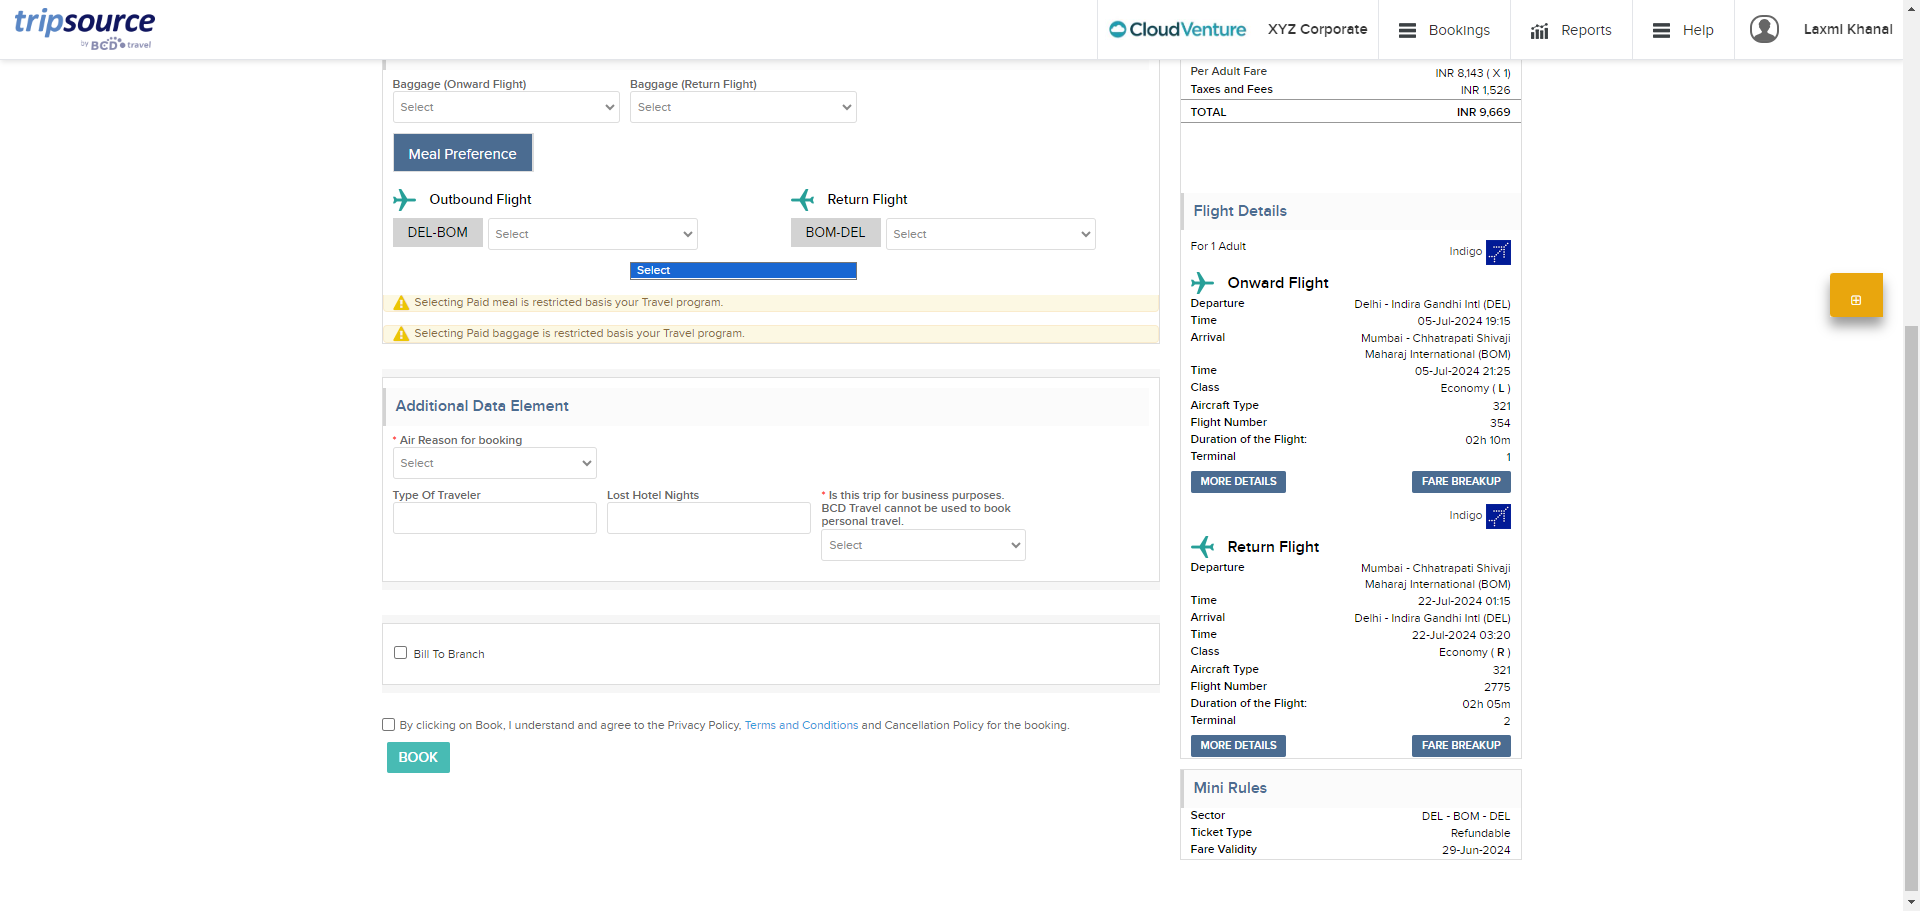 tripsource
by BCD travel
CloudVenture
XYZ Corporate
Bookings
Reports
Help
Laxmi Khanal
Baggage (Onward Flight)
Baggage (Return Flight)
Select
Select
Meal Preference
Outbound Flight
Return Flight
DEL-BOM
Select
BOM-DEL
Select
Select
Selecting Paid meal is restricted basis your Travel program.
Selecting Paid baggage is restricted basis your Travel program.
Additional Data Element
* Air Reason for booking
Select
Type Of Traveler
Lost Hotel Nights
* Is this trip for business purposes.
BCD Travel cannot be used to book
personal travel.
Select
Bill To Branch
By clicking on Book, I understand and agree to the Privacy Policy, Terms and Conditions and Cancellation Policy for the booking.
BOOK
Per Adult Fare INR 8,143 ( X 1)
Taxes and Fees INR 1,526
TOTAL INR 9,669
Flight Details
For 1 Adult
Indigo
Onward Flight
Departure Delhi - Indira Gandhi Intl (DEL)
Time 05-Jul-2024 19:15
Arrival Mumbai - Chhatrapati Shivaji
Maharaj International (BOM)
Time 05-Jul-2024 21:25
Class Economy ( L )
Aircraft Type 321
Flight Number 354
Duration of the Flight: 02h 10m
Terminal 1
MORE DETAILS FARE BREAKUP
Indigo
Return Flight
Departure Mumbai - Chhatrapati Shivaji
Maharaj International (BOM)
Time 22-Jul-2024 01:15
Arrival Delhi - Indira Gandhi Intl (DEL)
Time 22-Jul-2024 03:20
Class Economy ( R )
Aircraft Type 321
Flight Number 2775
Duration of the Flight: 02h 05m
Terminal 2
MORE DETAILS FARE BREAKUP
Mini Rules
Sector DEL - BOM - DEL
Ticket Type Refundable
Fare Validity 29-Jun-2024